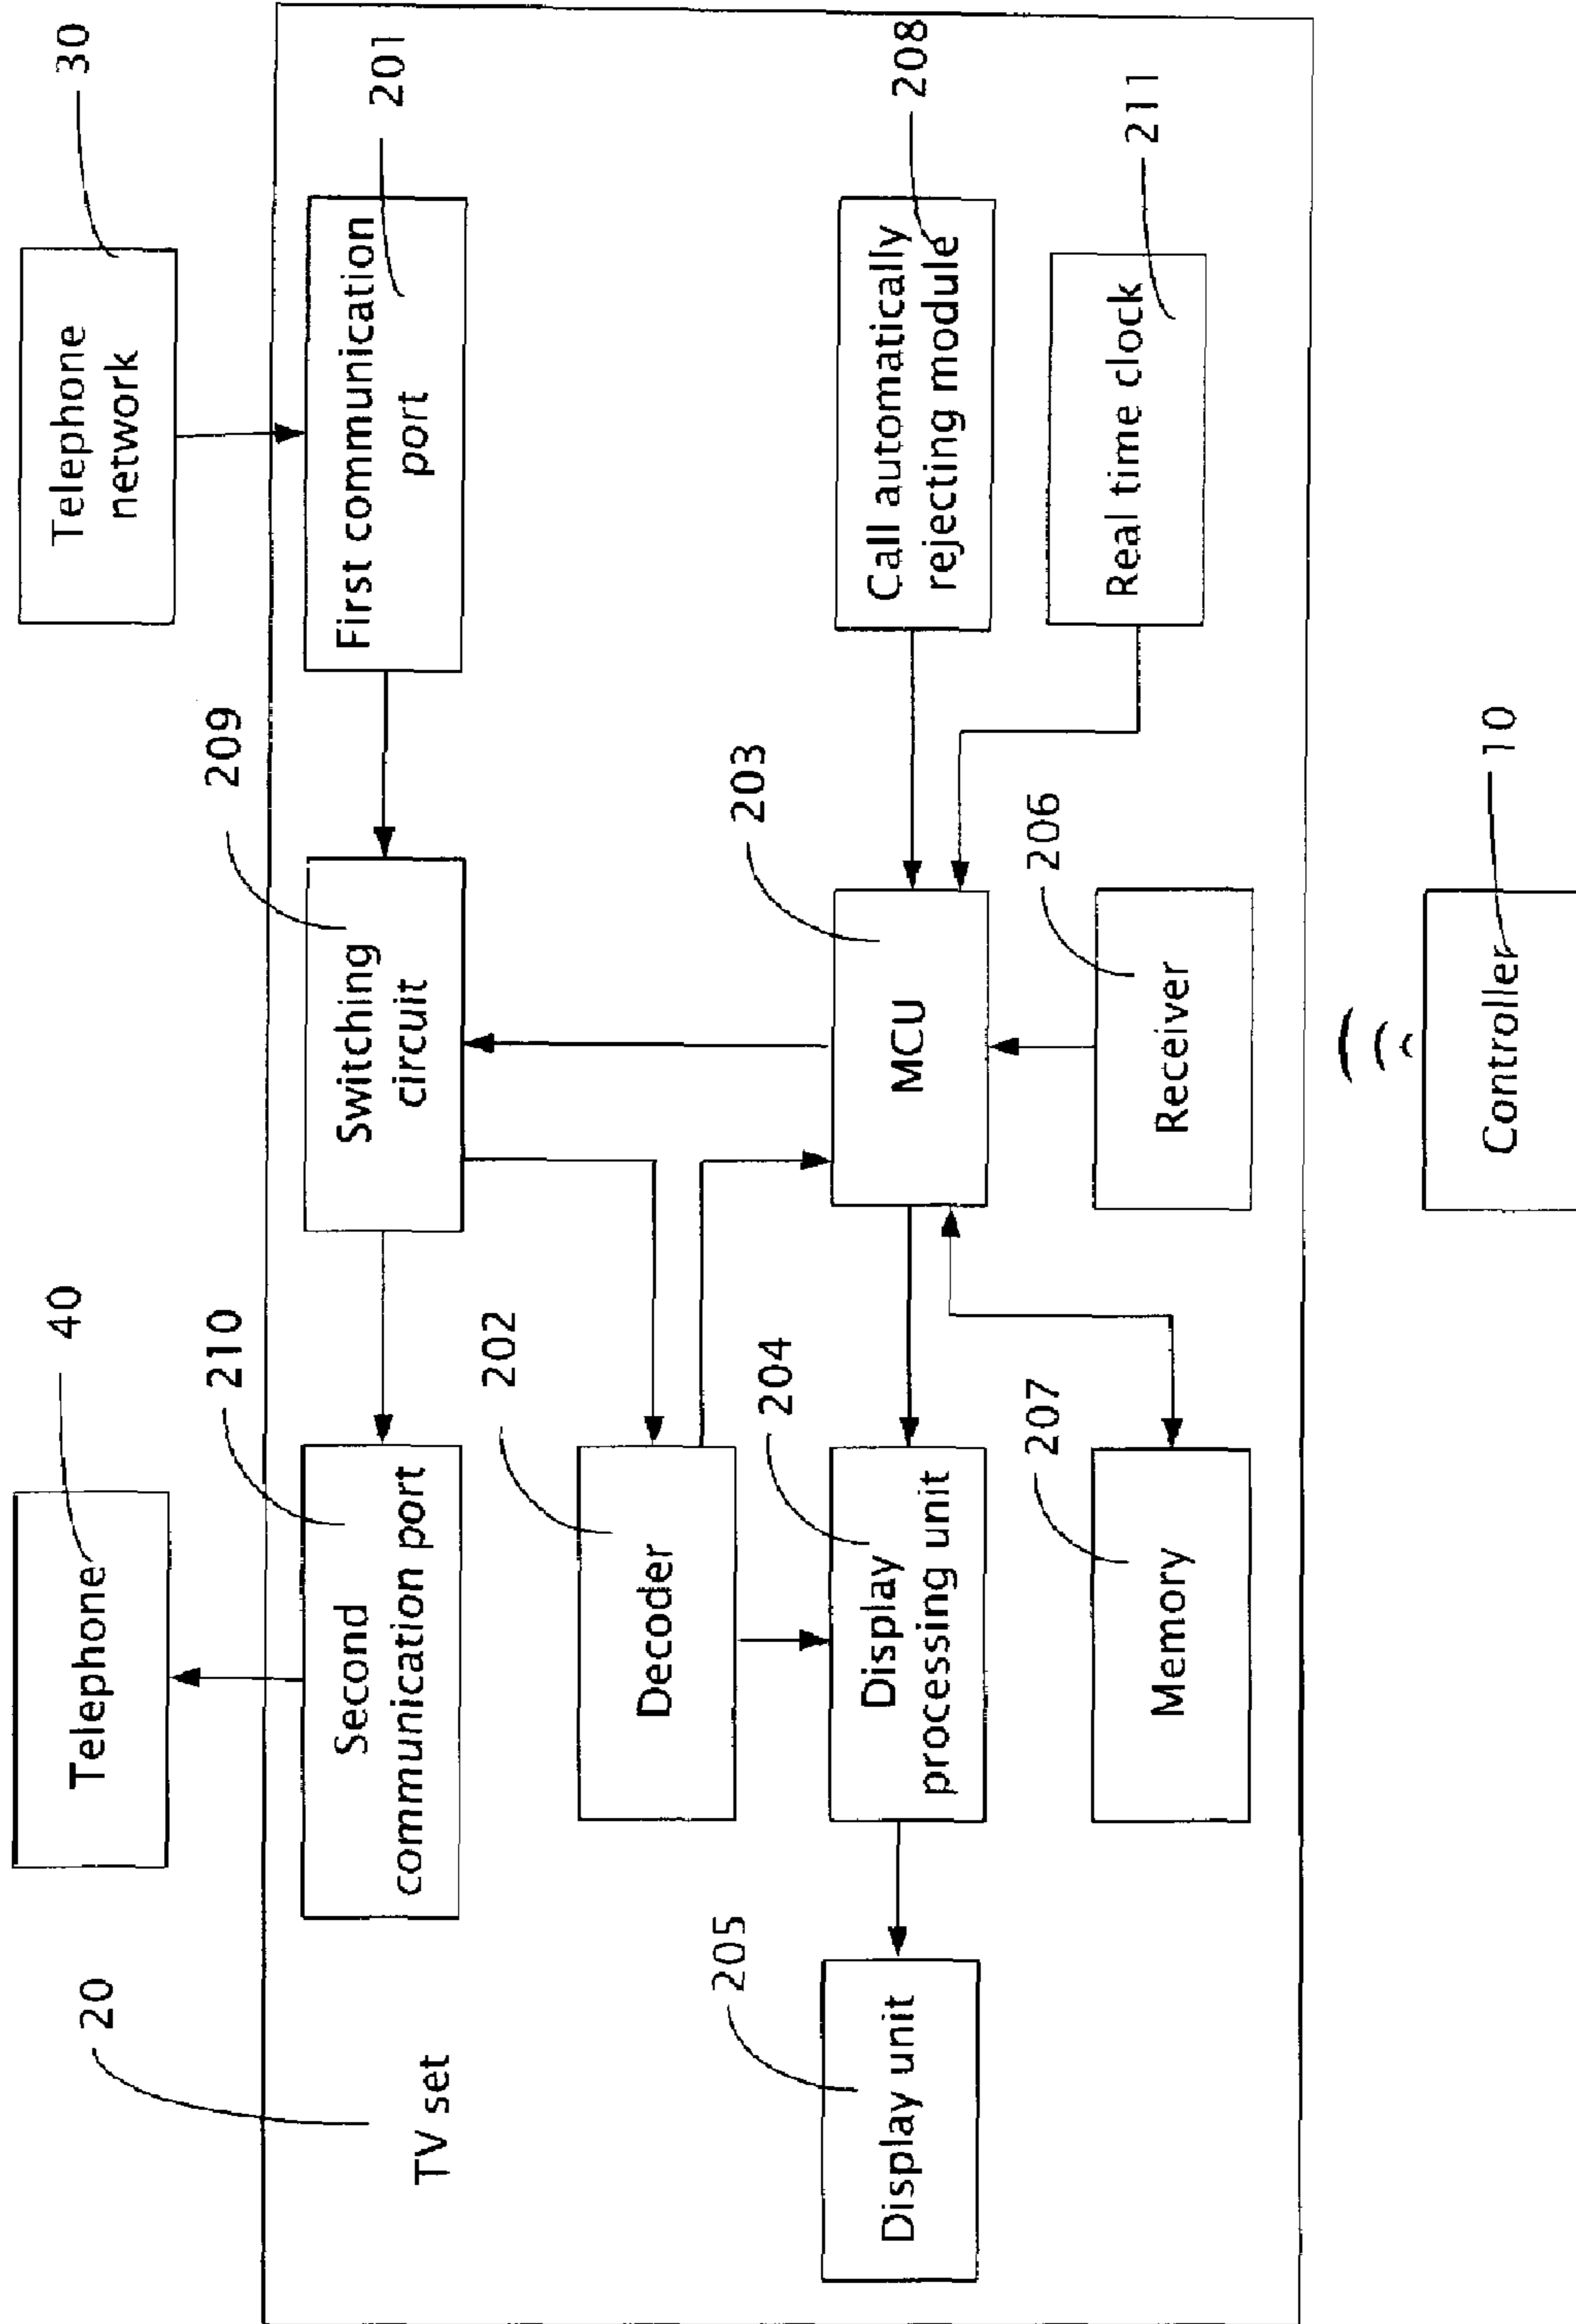 20
TV set
40
Telephone
Telephone
network
30
210
Second
communication port
209
Switching
circuit
First communication
port
201
202
Decoder
205
Display unit
204
Display
processing unit
203
MCU
Call automatically
rejecting module
208
207
Memory
206
Receiver
Real time clock
211
Controller
10